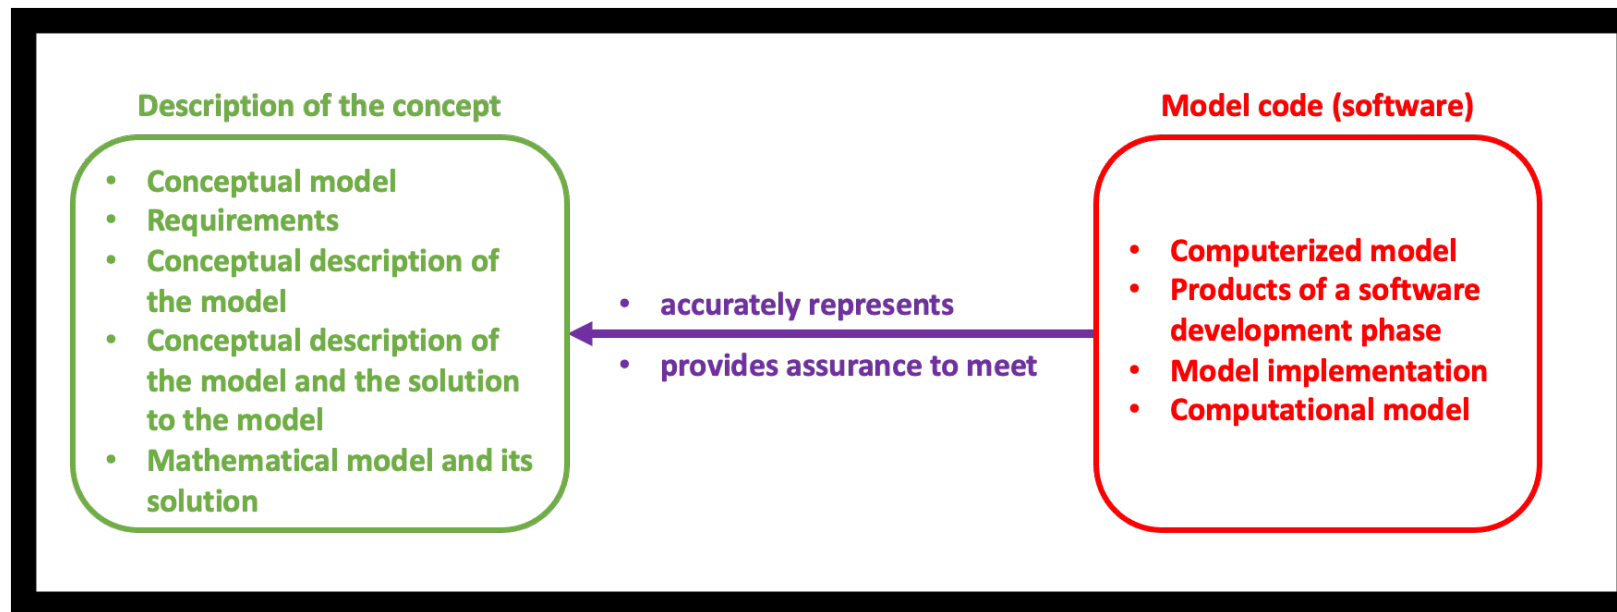 Description of the concept
• Conceptual model
• Requirements
• Conceptual description of
the model
• Conceptual description of
the model and the solution
to the model
• Mathematical model and its
solution
• accurately represents
• provides assurance to meet
Model code (software)
• Computerized model
• Products of a software
development phase
• Model implementation
• Computational model